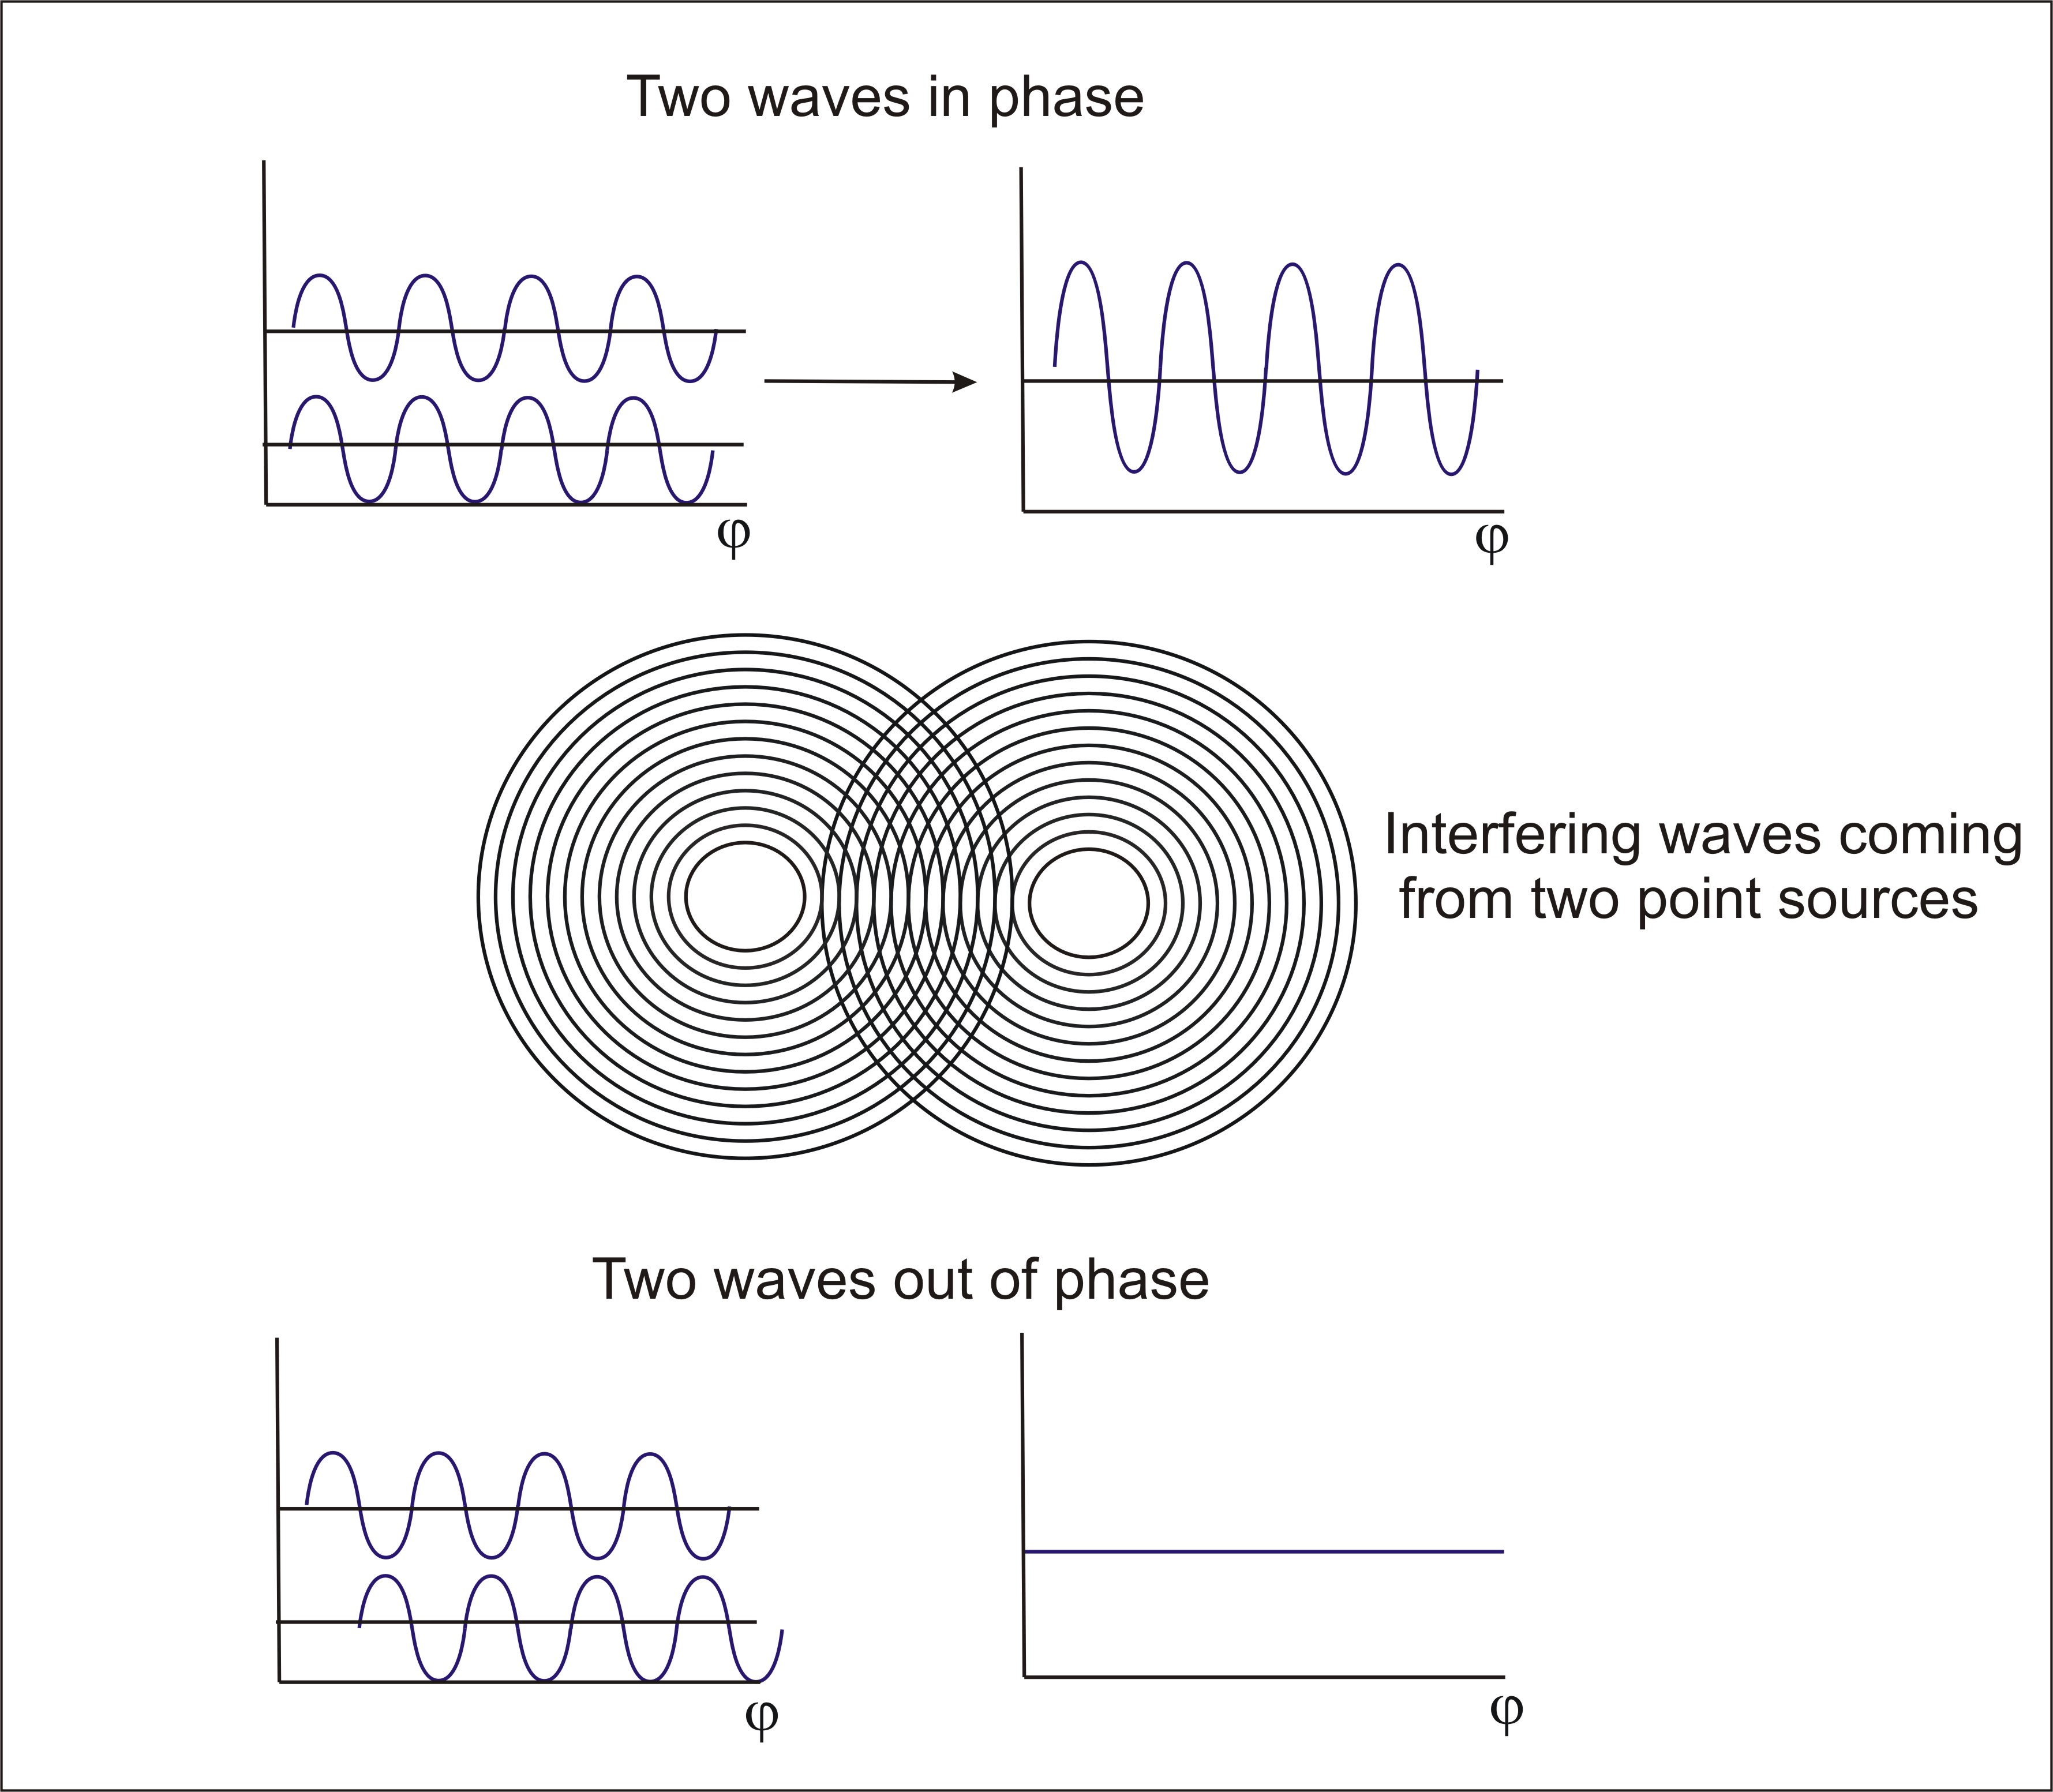 Two waves in phase
φ
φ
Interfering waves coming
from two point sources
Two waves out of phase
φ
φ